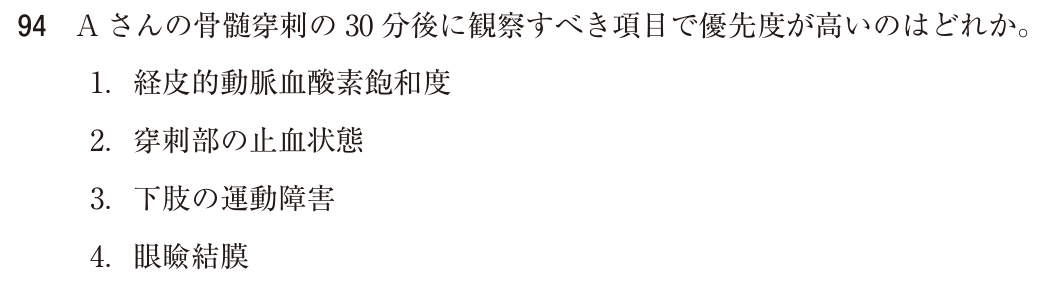 94 Aさんの骨髄穿刺の30分後に観察すべき項目で優先度が高いのはどれか。
1. 経皮的動脈血酸素飽和度
2. 穿刺部の止血状態
3. 下肢の運動障害
4. 眼瞼結膜